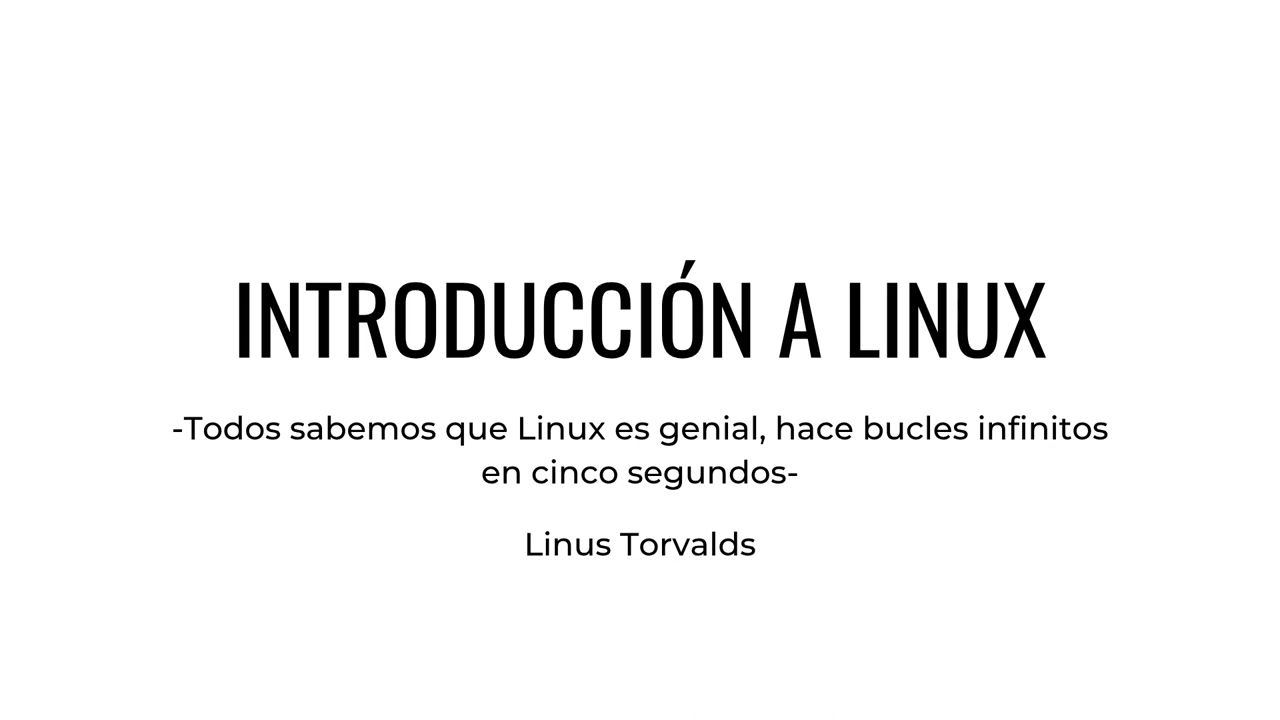 INTRODUCCIÓN A LINUX
-Todos sabemos que Linux es genial, hace bucles infinitos
en cinco segundos-
Linus Torvalds